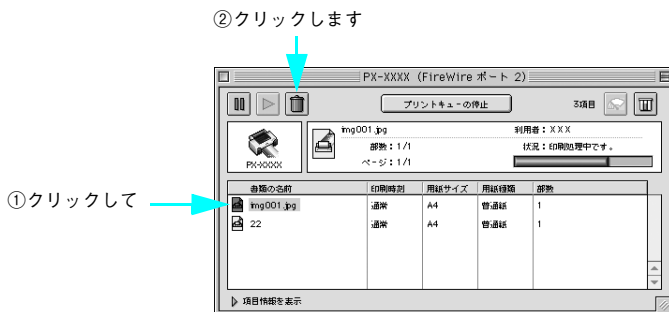 ②クリックします
PX-XXXX (FireWire ポート 2)
プリントキューの停止
3項目
img001.jpg
利用者：XXX
部数：1/1
状況：印刷処理中です。
ページ：1/1
PX-XXXX
書類の名前 印刷時刻 用紙サイズ 用紙種類 部数
①クリックして
img001.jpg 通常 A4 普通紙 1
22 通常 A4 普通紙 1
項目情報を表示